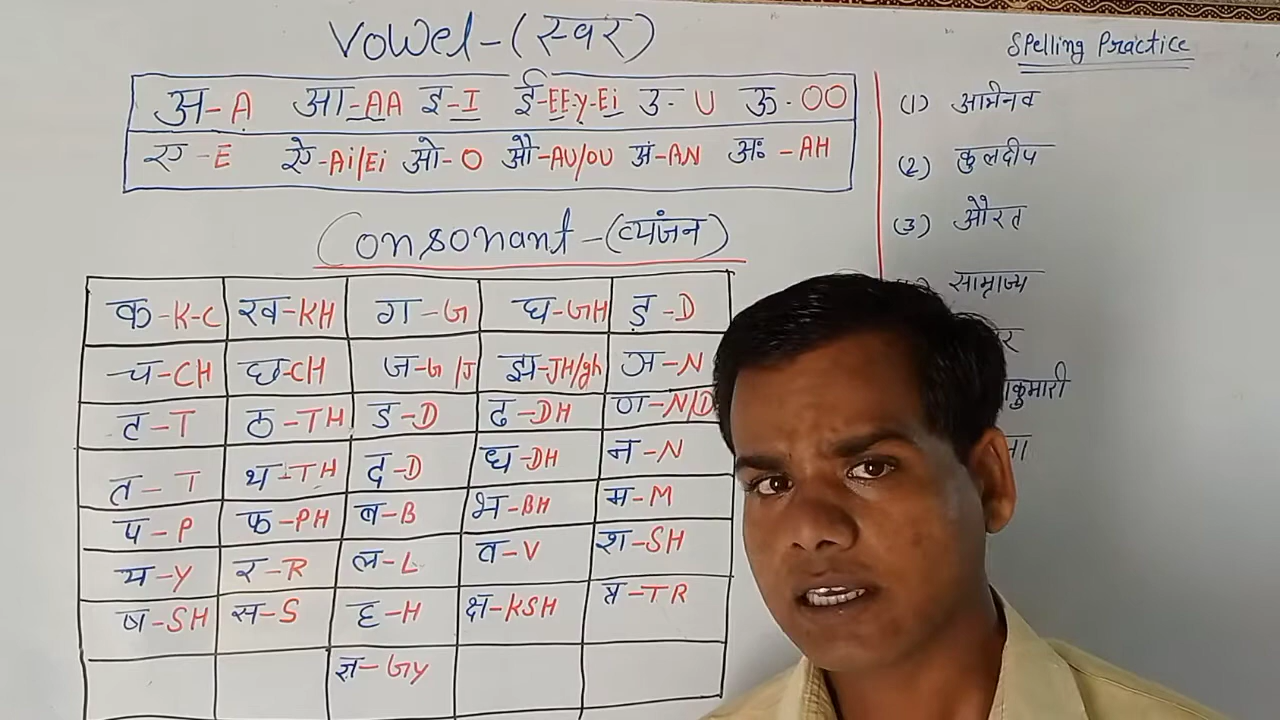 Vowel-(स्वर)
अ-A आ-AA इ-I ई-EE-y-Ei उ-U ऊ-OO
ए-E ऐ-Ai/Ei ओ-O औ-AU/OU अं-AN अः-AH
Consonant-(व्यंजन)
क-K-C ख-KH ग-G घ-GH ङ-D
च-CH छ-CH ज-G/J झ-JH/gh ञ-N
ट-T ठ-TH ड-D ढ-DH ण-N/D
त-T थ-TH द-D ध-DH न-N
प-P फ-PH ब-B भ-BH म-M
य-Y र-R ल-L व-V श-SH
ष-SH स-S ह-H क्ष-KSH त्र-TR
ज्ञ-Gy
Spelling Practice
(1) अभिनव
(2) कुलदीप
(3) औरत
साम्राज्य